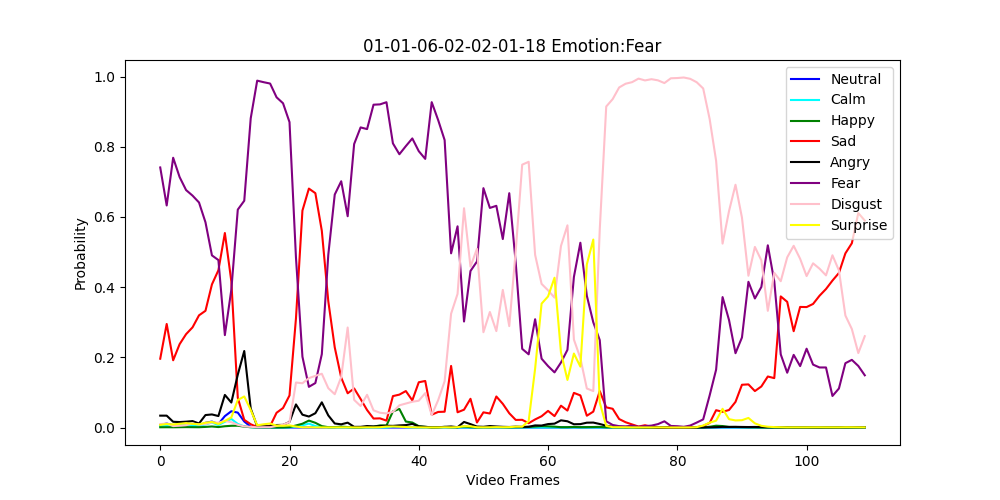 01-01-06-02-02-01-18 Emotion:Fear
1.0
0.8
0.6
0.4
0.2
0.0
Probability
0
20
40
60
80
100
Video Frames
Neutral
Calm
Happy
Sad
Angry
Fear
Disgust
Surprise